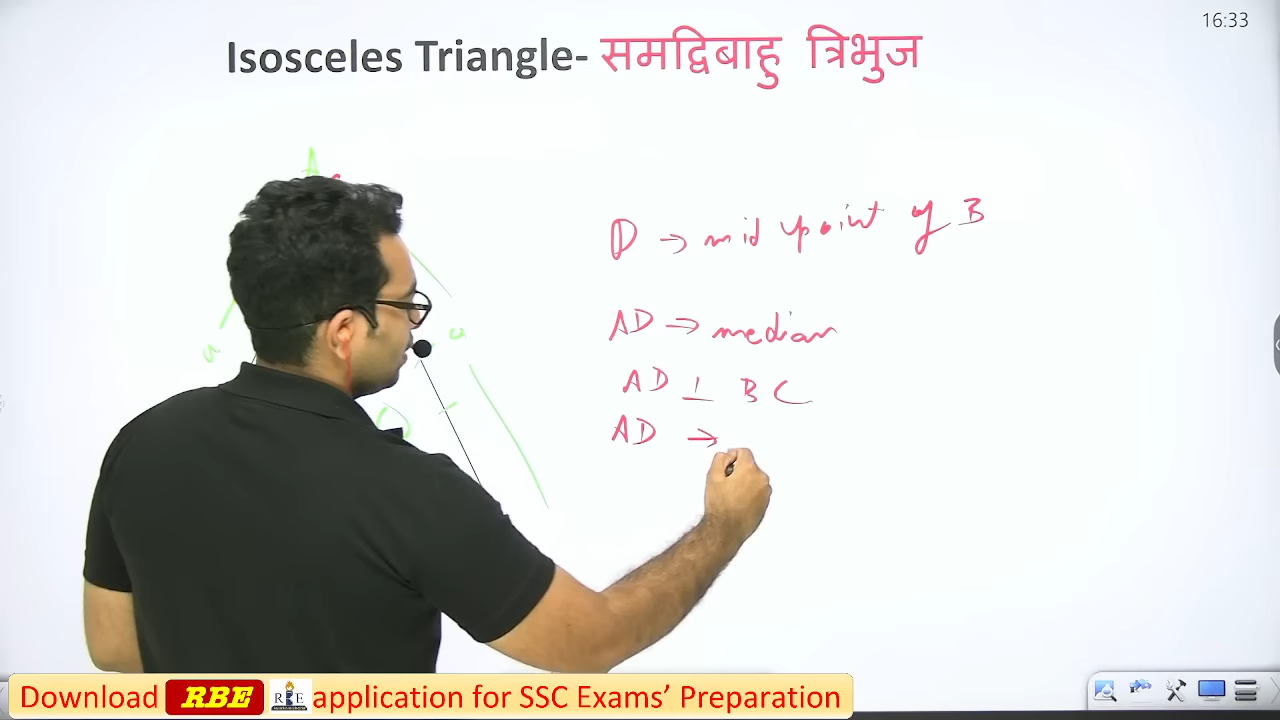 16:33
Isosceles Triangle- समद्विबाहु त्रिभुज
A
D → mid point of B
AD → median
a
a
AD ⊥ BC
AD →
Download RBE RBE application for SSC Exams’ Preparation